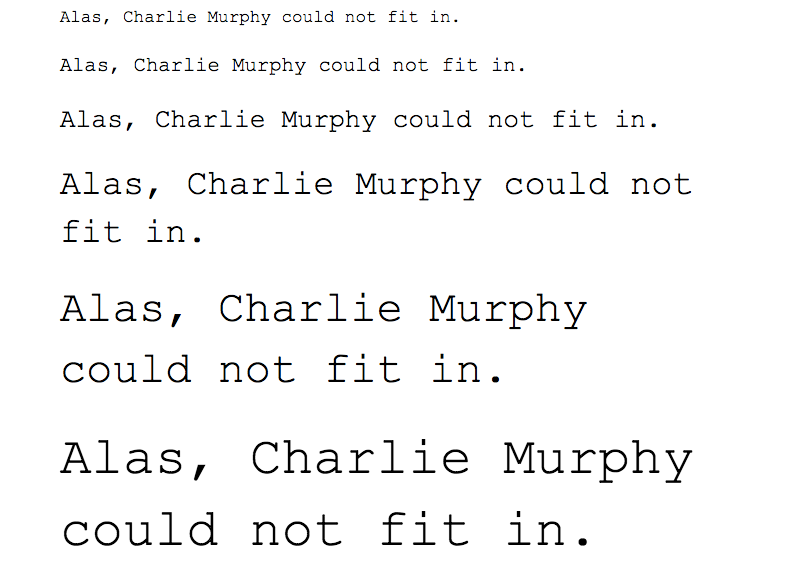 Alas, Charlie Murphy could not fit in.
Alas, Charlie Murphy could not fit in.
Alas, Charlie Murphy could not fit in.
Alas, Charlie Murphy could not
fit in.
Alas, Charlie Murphy
could not fit in.
Alas, Charlie Murphy
could not fit in.